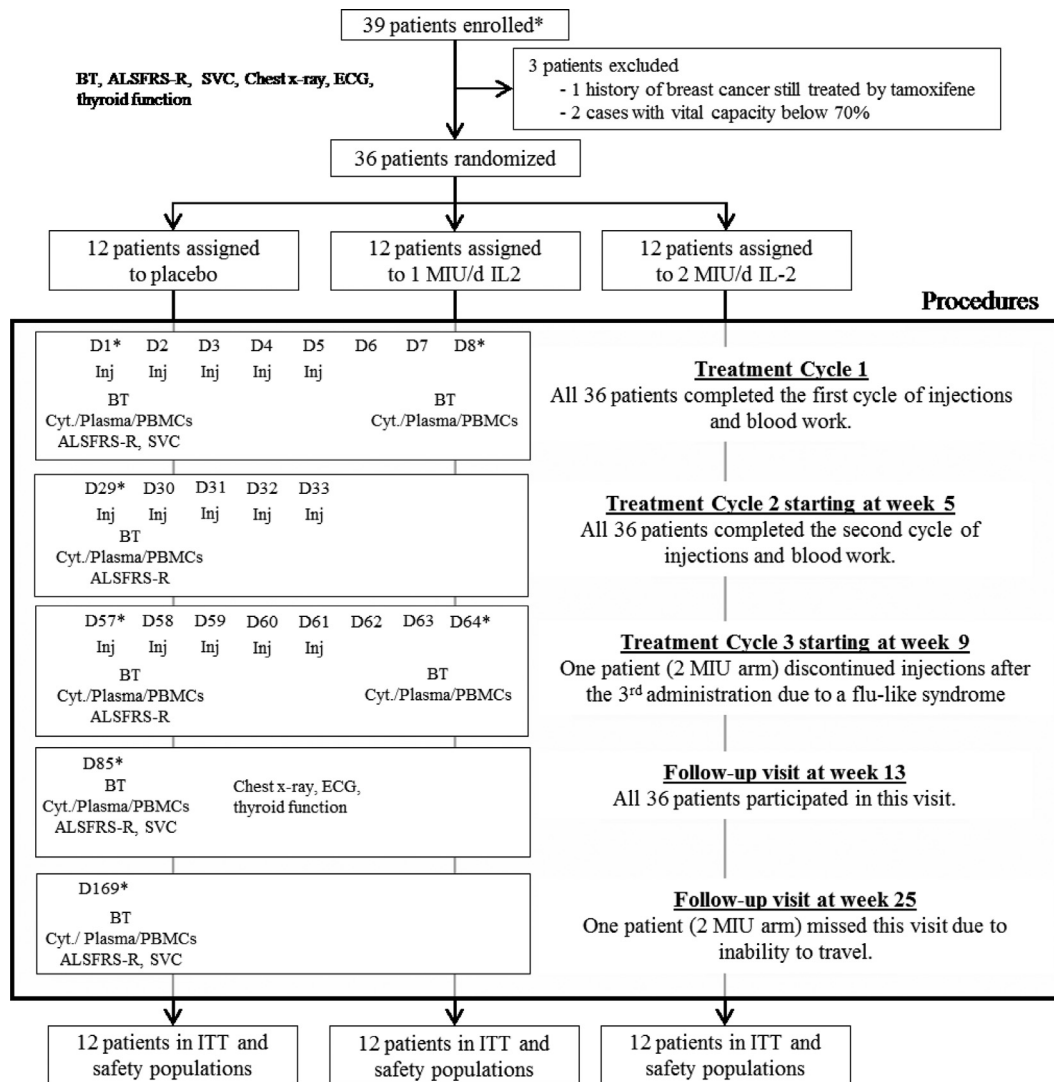 39 patients enrolled*
BT, ALSFRS-R, SVC, Chest x-ray, ECG,
thyroid function
3 patients excluded
- 1 history of breast cancer still treated by tamoxifene
- 2 cases with vital capacity below 70%
36 patients randomized
12 patients assigned
to placebo
12 patients assigned
to 1 MIU/d IL2
12 patients assigned
to 2 MIU/d IL-2
Procedures
D1* D2 D3 D4 D5 D6 D7 D8*
Inj Inj Inj Inj Inj
BT BT
Cyt./Plasma/PBMCs Cyt./Plasma/PBMCs
ALSFRS-R, SVC
Treatment Cycle 1
All 36 patients completed the first cycle of injections
and blood work.
D29* D30 D31 D32 D33
Inj Inj Inj Inj Inj
BT
Cyt./Plasma/PBMCs
ALSFRS-R
Treatment Cycle 2 starting at week 5
All 36 patients completed the second cycle of
injections and blood work.
D57* D58 D59 D60 D61 D62 D63 D64*
Inj Inj Inj Inj Inj
BT BT
Cyt./Plasma/PBMCs Cyt./Plasma/PBMCs
ALSFRS-R
Treatment Cycle 3 starting at week 9
One patient (2 MIU arm) discontinued injections after
the 3rd administration due to a flu-like syndrome
D85*
BT
Cyt./Plasma/PBMCs
ALSFRS-R, SVC
Chest x-ray, ECG,
thyroid function
Follow-up visit at week 13
All 36 patients participated in this visit.
D169*
BT
Cyt./ Plasma/PBMCs
ALSFRS-R, SVC
Follow-up visit at week 25
One patient (2 MIU arm) missed this visit due to
inability to travel.
12 patients in ITT and
safety populations
12 patients in ITT and
safety populations
12 patients in ITT and
safety populations